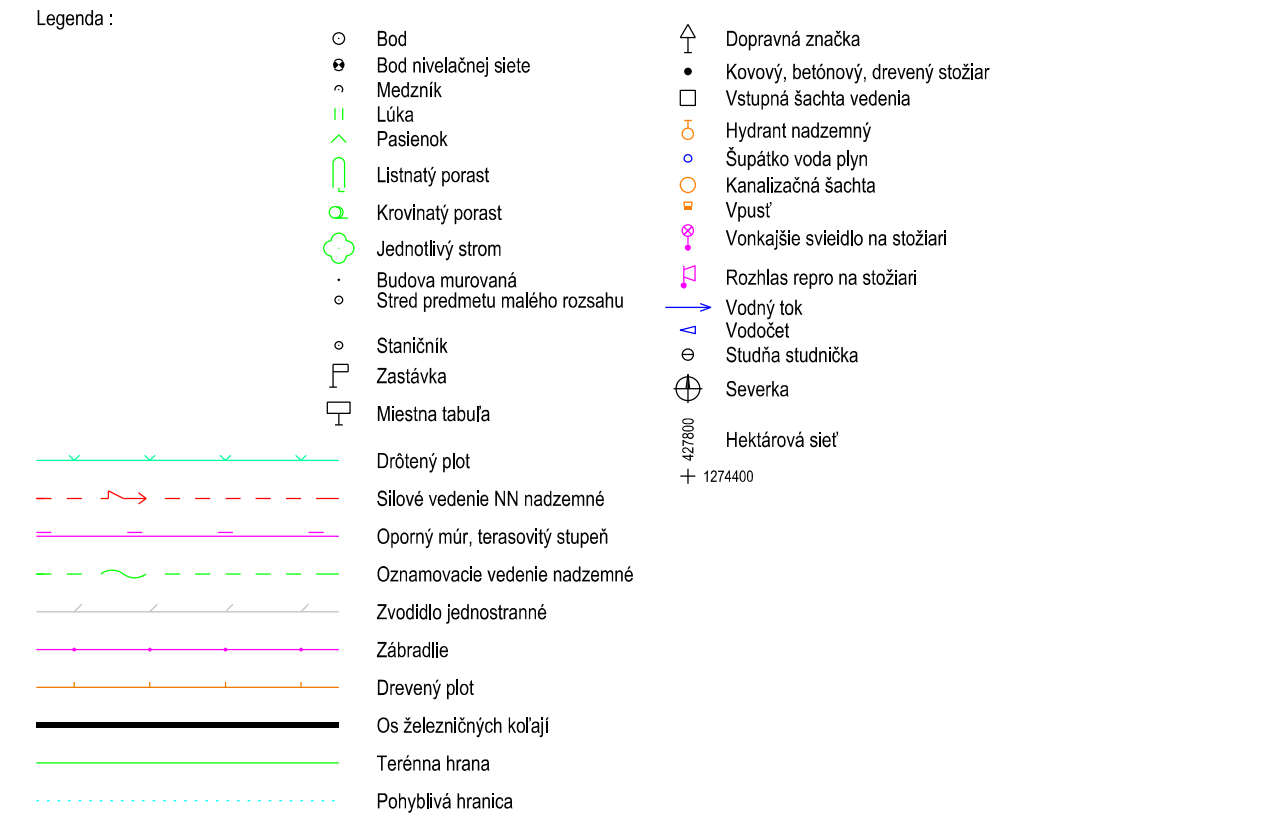 Legenda :
Bod
Bod nivelačnej siete
Medzník
Lúka
Pasienok
Listnatý porast
Krovinatý porast
Jednotlivý strom
Budova murovaná
Stred predmetu malého rozsahu
Staničník
Zastávka
Miestna tabuľa
Drôtený plot
Silové vedenie NN nadzemné
Oporný múr, terasovitý stupeň
Oznamovacie vedenie nadzemné
Zvodidlo jednostranné
Zábradlie
Drevený plot
Os železničných koľají
Terénna hrana
Pohyblivá hranica
Dopravná značka
Kovový, betónový, drevený stožiar
Vstupná šachta vedenia
Hydrant nadzemný
Šupátko voda plyn
Kanalizačná šachta
Vpusť
Vonkajšie svieidlo na stožiari
Rozhlas repro na stožiari
Vodný tok
Vodočet
Studňa studnička
Severka
Hektárová sieť
427800
1274400